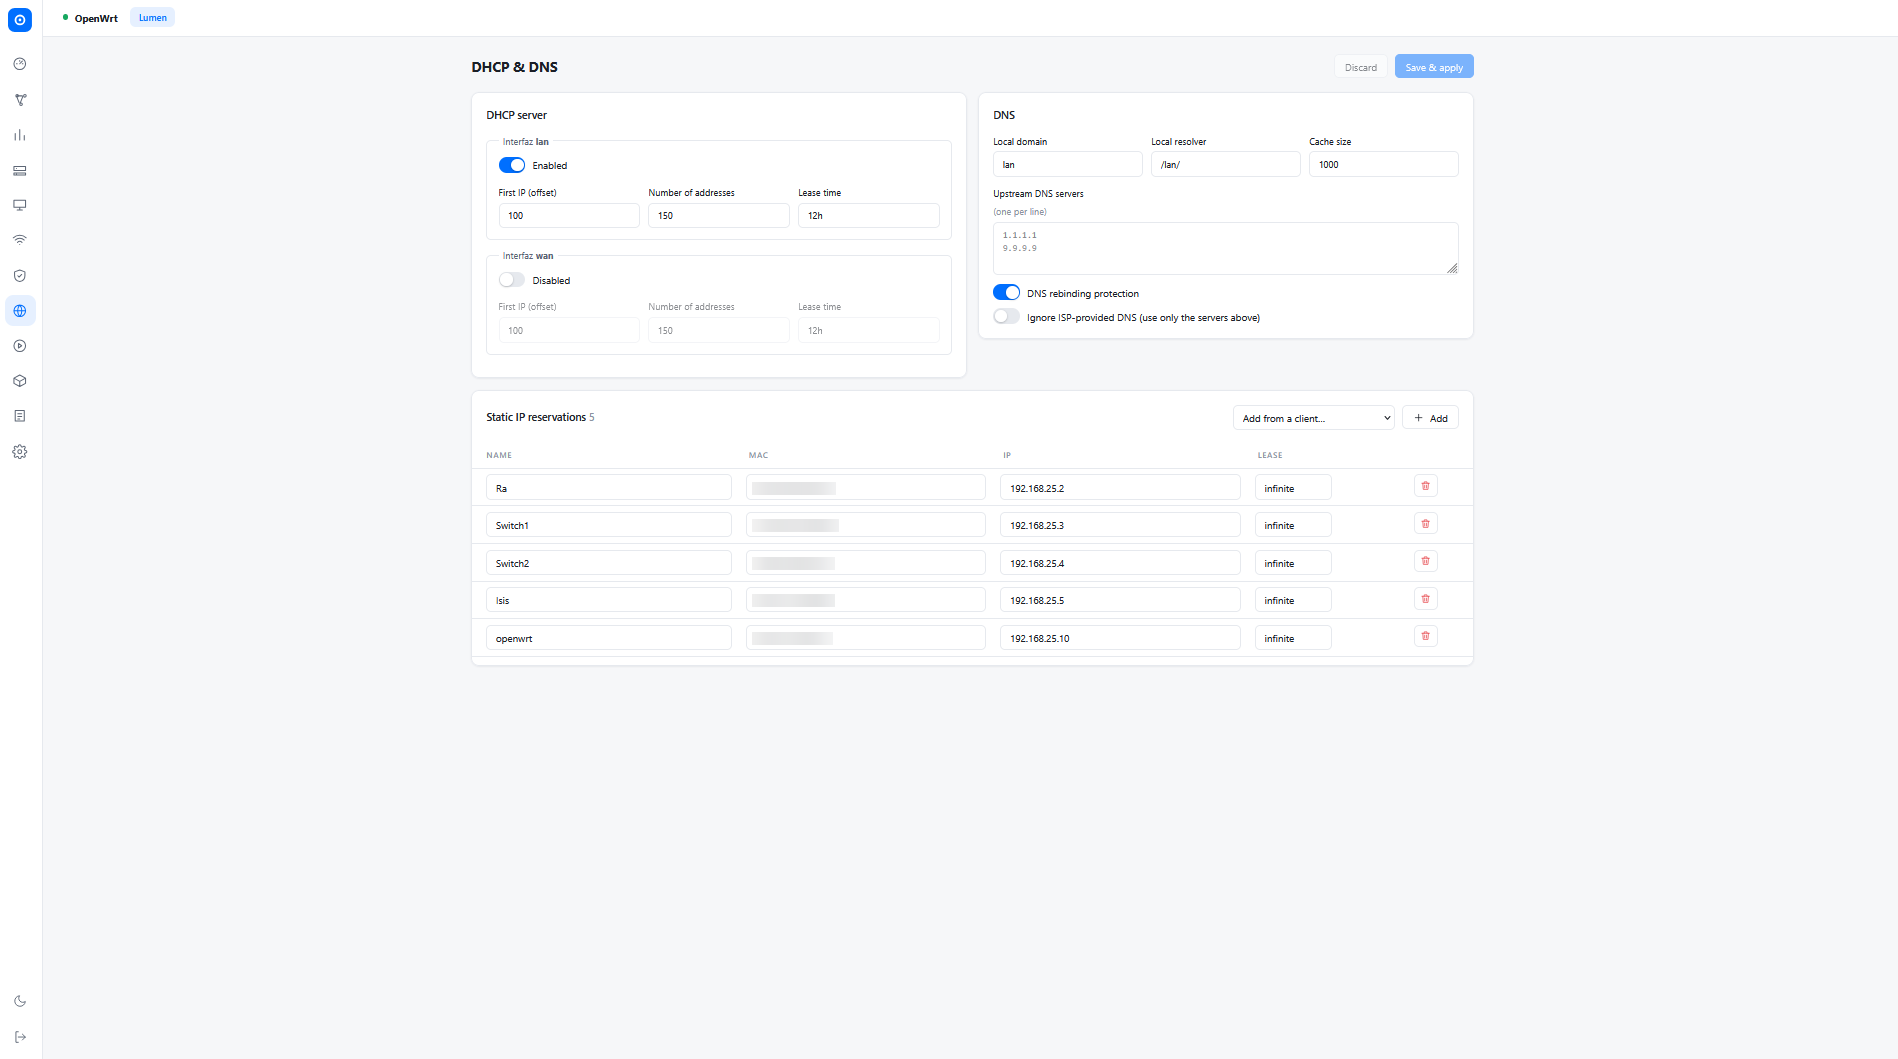 OpenWrt Lumen
DHCP & DNS
Discard Save & apply
DHCP server
Interfaz lan
Enabled
First IP (offset) Number of addresses Lease time
100 150 12h
Interfaz wan
Disabled
First IP (offset) Number of addresses Lease time
100 150 12h
DNS
Local domain Local resolver Cache size
lan /lan/ 1000
Upstream DNS servers
(one per line)
1.1.1.1
9.9.9.9
DNS rebinding protection
Ignore ISP-provided DNS (use only the servers above)
Static IP reservations 5
Add from a client... + Add
NAME MAC IP LEASE
Ra 192.168.25.2 infinite
Switch1 192.168.25.3 infinite
Switch2 192.168.25.4 infinite
Isis 192.168.25.5 infinite
openwrt 192.168.25.10 infinite